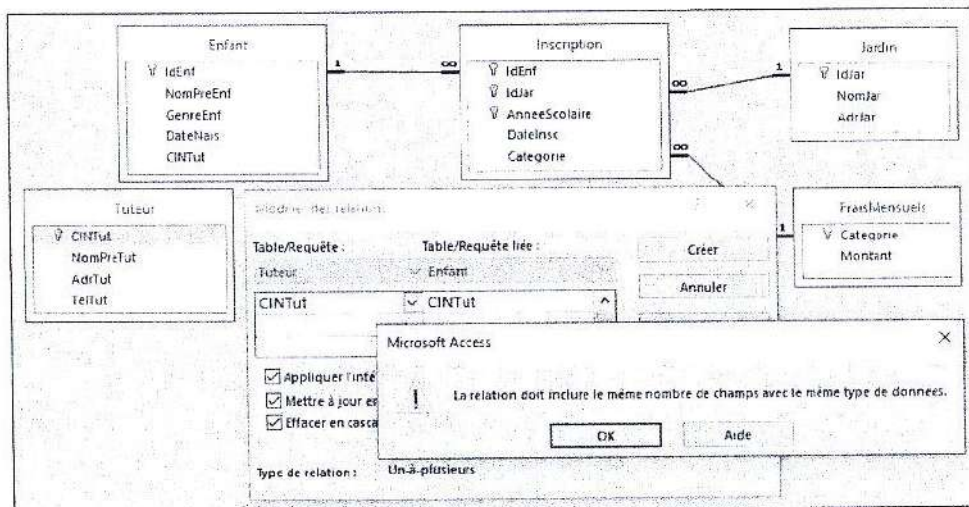 Enfant
IdEnf
NomPreEnf
GenreEnf
DateNais
CINTut
1
∞
Inscription
IdEnf
IdJar
AnneeScolaire
DateInsc
Categorie
∞
∞
1
Jardin
IdJar
NomJar
AdrJar
Tuteur
CINTut
NomPreTut
AdrTut
TelTut
Modifier des relations
Table/Requête :
Table/Requête liée :
Tuteur
Enfant
CINTut
CINTut
Créer
Annuler
1
FraisMensuels
Categorie
Montant
Appliquer l'inté
Mettre à jour en
Effacer en casca
Type de relation :
Un-à-plusieurs
Microsoft Access
La relation doit inclure le même nombre de champs avec le même type de données.
OK
Aide